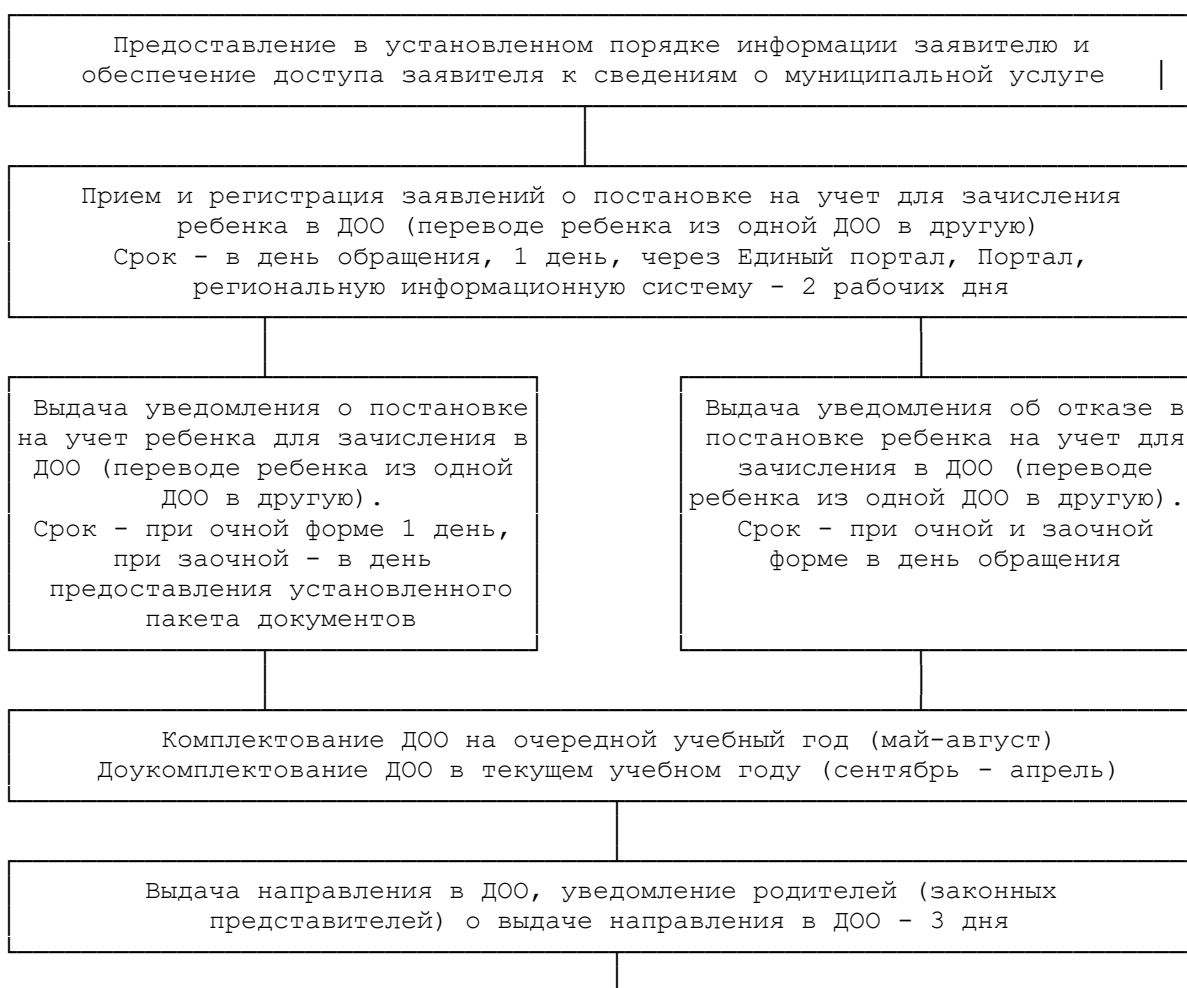 Предоставление в установленном порядке информации заявителю и
обеспечение доступа заявителя к сведениям о муниципальной услуге
Прием и регистрация заявлений о постановке на учет для зачисления
ребенка в ДОО (переводе ребенка из одной ДОО в другую)
Срок - в день обращения, 1 день, через Единый портал, Портал,
региональную информационную систему - 2 рабочих дня
Выдача уведомления о постановке
на учет ребенка для зачисления в
ДОО (переводе ребенка из одной
ДОО в другую).
Срок - при очной форме 1 день,
при заочной - в день
предоставления установленного
пакета документов
Выдача уведомления об отказе в
постановке ребенка на учет для
зачисления в ДОО (переводе
ребенка из одной ДОО в другую).
Срок - при очной и заочной
форме в день обращения
Комплектование ДОО на очередной учебный год (май-август)
Доукомплектование ДОО в текущем учебном году (сентябрь - апрель)
Выдача направления в ДОО, уведомление родителей (законных
представителей) о выдаче направления в ДОО - 3 дня